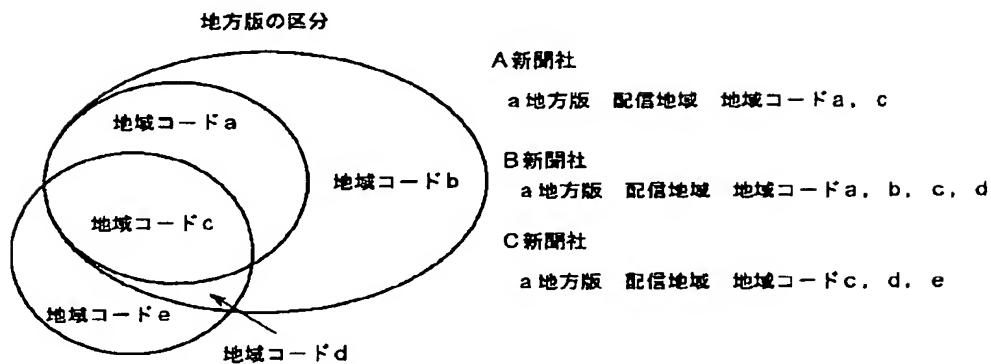 地方版の区分
地域コードa
地域コードb
地域コードc
地域コードe
地域コードd
A新聞社
a地方版 配信地域 地域コードa, c
B新聞社
a地方版 配信地域 地域コードa, b, c, d
C新聞社
a地方版 配信地域 地域コードc, d, e